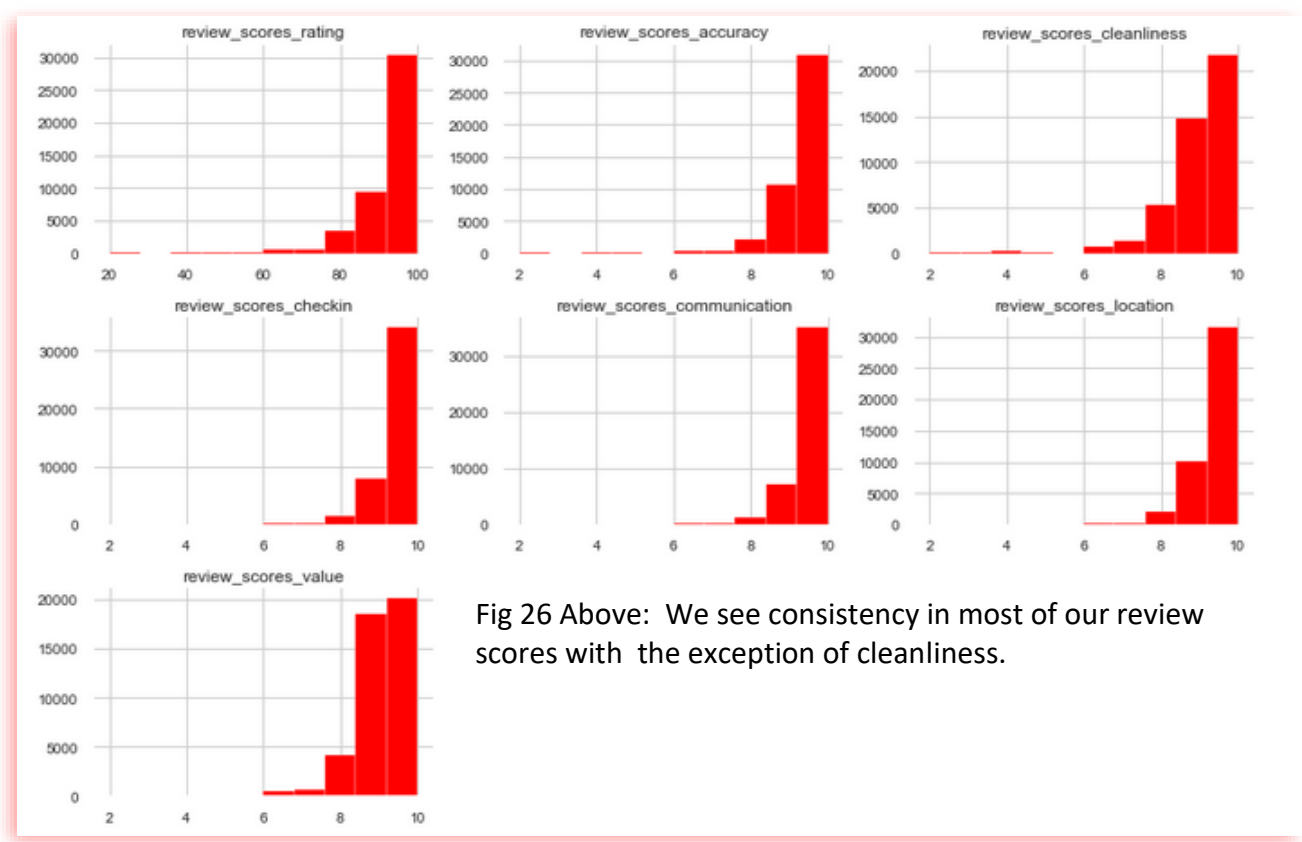 review_scores_rating
30000
25000
20000
15000
10000
5000
0
20 40 60 80 100
review_scores_accuracy
30000
25000
20000
15000
10000
5000
0
2 4 6 8 10
review_scores_cleanliness
20000
15000
10000
5000
0
2 4 6 8 10
review_scores_checkin
30000
20000
10000
0
2 4 6 8 10
review_scores_communication
30000
20000
10000
0
2 4 6 8 10
review_scores_location
30000
25000
20000
15000
10000
5000
0
2 4 6 8 10
review_scores_value
20000
15000
10000
5000
0
2 4 6 8 10
Fig 26 Above: We see consistency in most of our review
scores with the exception of cleanliness.